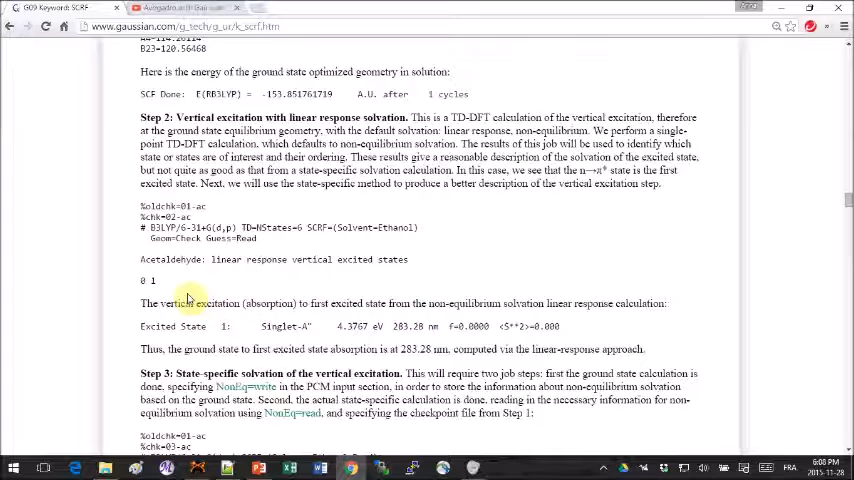 G09 Keyword: SCRF
www.gaussian.com/g_tech/g_ur/k_scrf.htm
B23=120.56468
Here is the energy of the ground state optimized geometry in solution:
SCF Done: E(RB3LYP) = -153.851761719 A.U. after 1 cycles
Step 2: Vertical excitation with linear response solvation. This is a TD-DFT calculation of the vertical excitation, therefore
at the ground state equilibrium geometry, with the default solvation: linear response, non-equilibrium. We perform a single-
point TD-DFT calculation, which defaults to non-equilibrium solvation. The results of this job will be used to identify which
state or states are of interest and their ordering. These results give a reasonable description of the solvation of the excited state,
but not quite as good as that from a state-specific solvation calculation. In this case, we see that the n→π* state is the first
excited state. Next, we will use the state-specific method to produce a better description of the vertical excitation step.
%oldchk=01-ac
%chk=02-ac
# B3LYP/6-31+G(d,p) TD=NStates=6 SCRF=(Solvent=Ethanol)
Geom=Check Guess=Read
Acetaldehyde: linear response vertical excited states
0 1
The vertical excitation (absorption) to first excited state from the non-equilibrium solvation linear response calculation:
Excited State 1: Singlet-A" 4.3767 eV 283.28 nm f=0.0000 <S**2>=0.000
Thus, the ground state to first excited state absorption is at 283.28 nm, computed via the linear-response approach.
Step 3: State-specific solvation of the vertical excitation. This will require two job steps: first the ground state calculation is
done, specifying NonEq=write in the PCM input section, in order to store the information about non-equilibrium solvation
based on the ground state. Second, the actual state-specific calculation is done, reading in the necessary information for non-
equilibrium solvation using NonEq=read, and specifying the checkpoint file from Step 1:
%oldchk=01-ac
%chk=03-ac
FRA
6:08 PM
2015-11-28